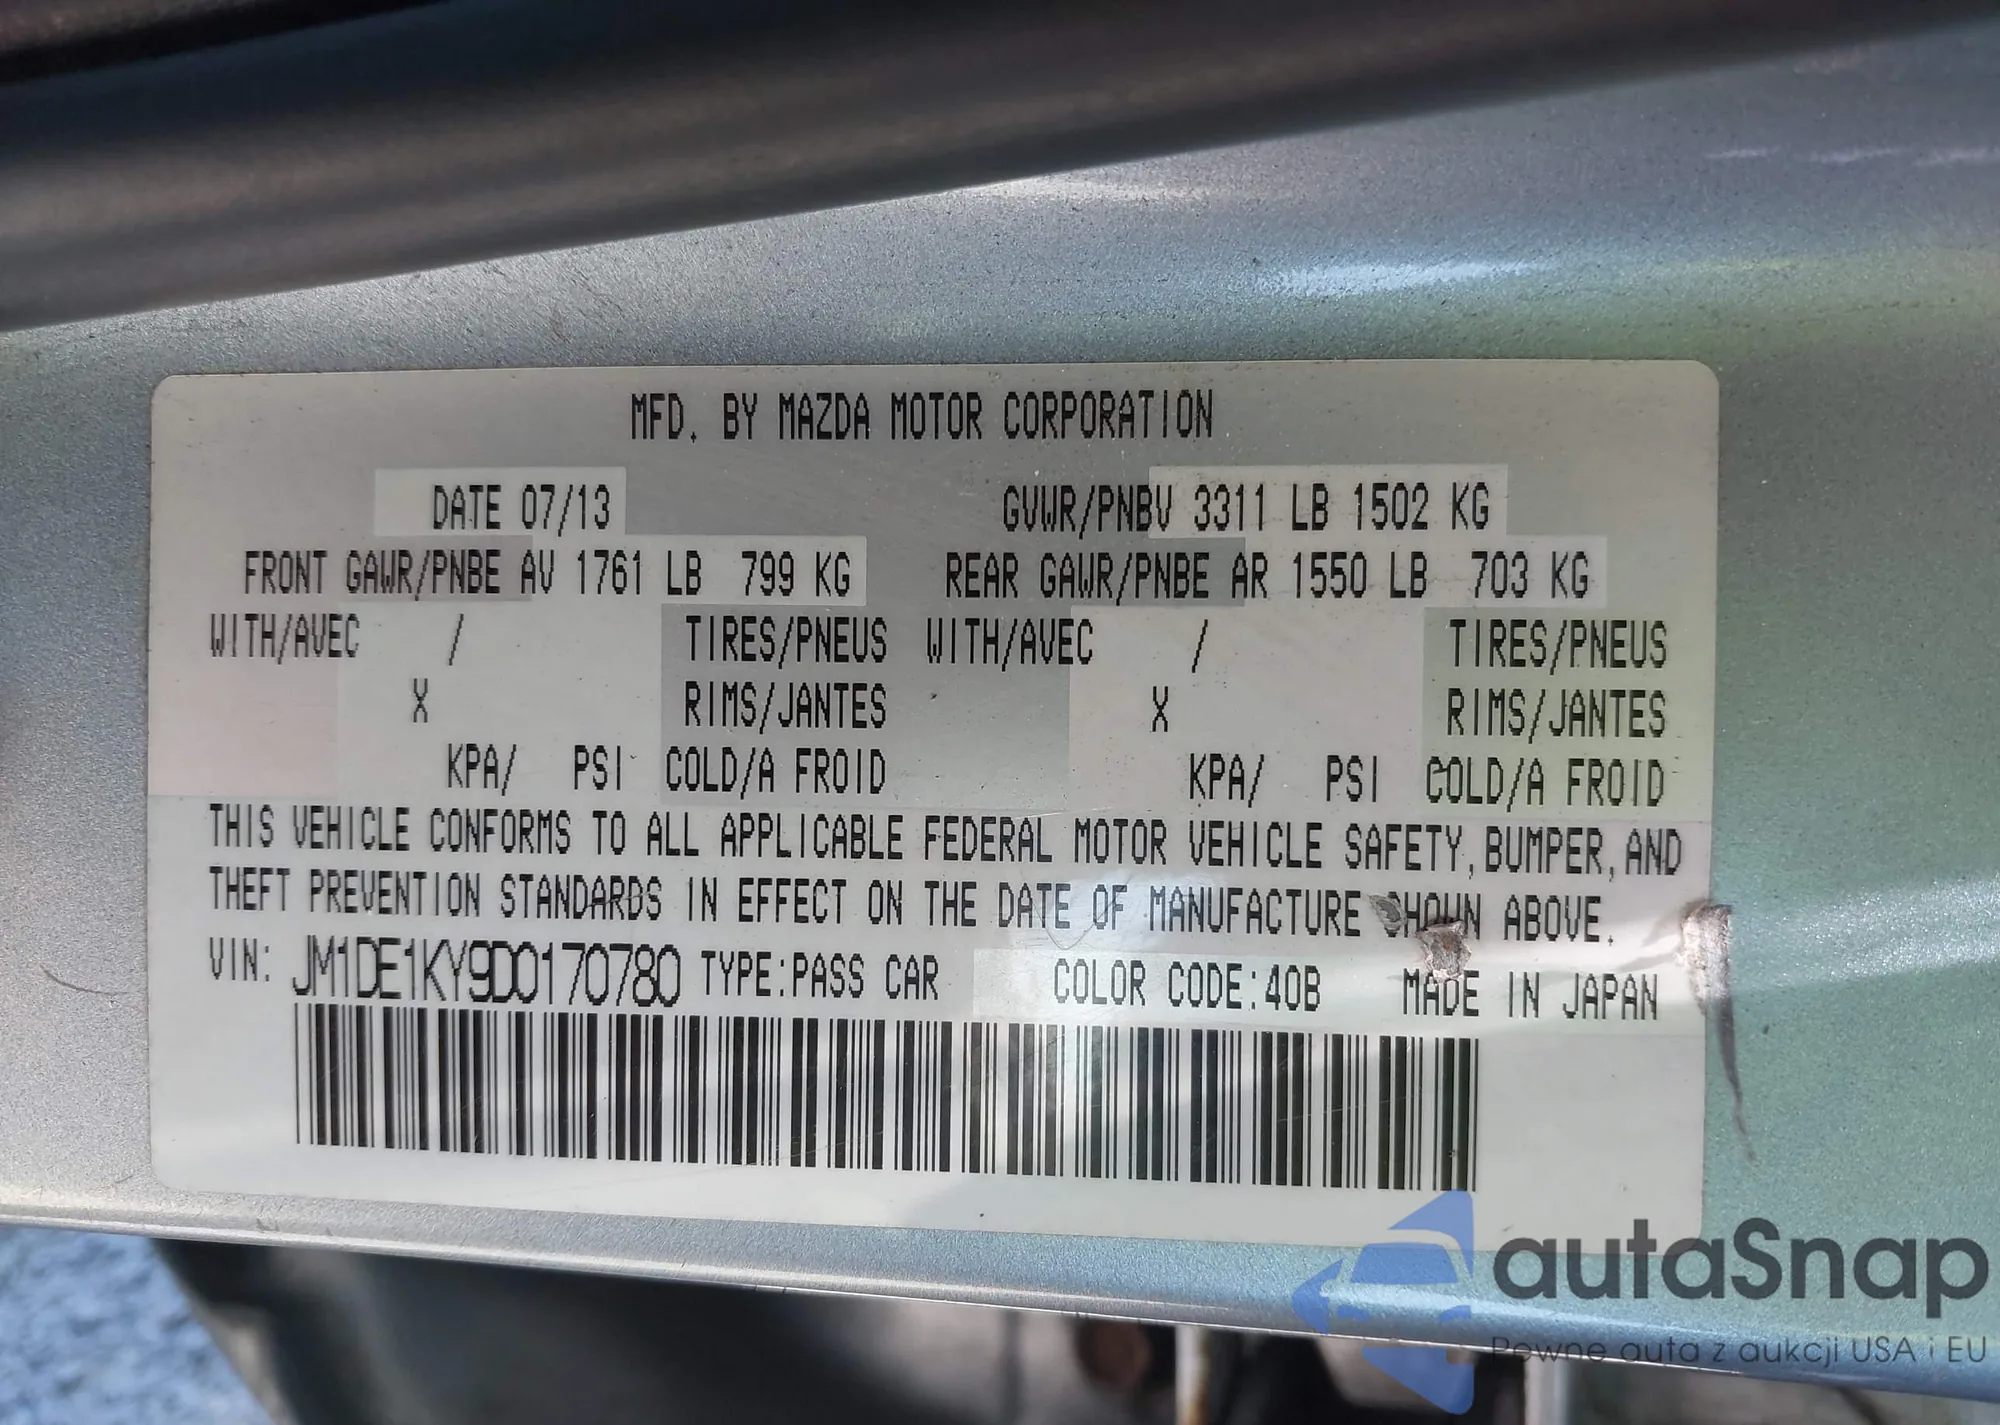 MFD. BY MAZDA MOTOR CORPORATION
DATE 07/13 GVWR/PNBV 3311 LB 1502 KG
FRONT GAWR/PNBE AV 1761 LB 799 KG REAR GAWR/PNBE AR 1550 LB 703 KG
WITH/AVEC / TIRES/PNEUS WITH/AVEC / TIRES/PNEUS
X RIMS/JANTES X RIMS/JANTES
KPA/ PSI COLD/A FROID KPA/ PSI COLD/A FROID
THIS VEHICLE CONFORMS TO ALL APPLICABLE FEDERAL MOTOR VEHICLE SAFETY, BUMPER, AND
THEFT PREVENTION STANDARDS IN EFFECT ON THE DATE OF MANUFACTURE SHOWN ABOVE.
VIN: JM1DE1KY9D0170780 TYPE:PASS CAR COLOR CODE:40B MADE IN JAPAN
autaSnap
Pewne auta z aukcji USA i EU